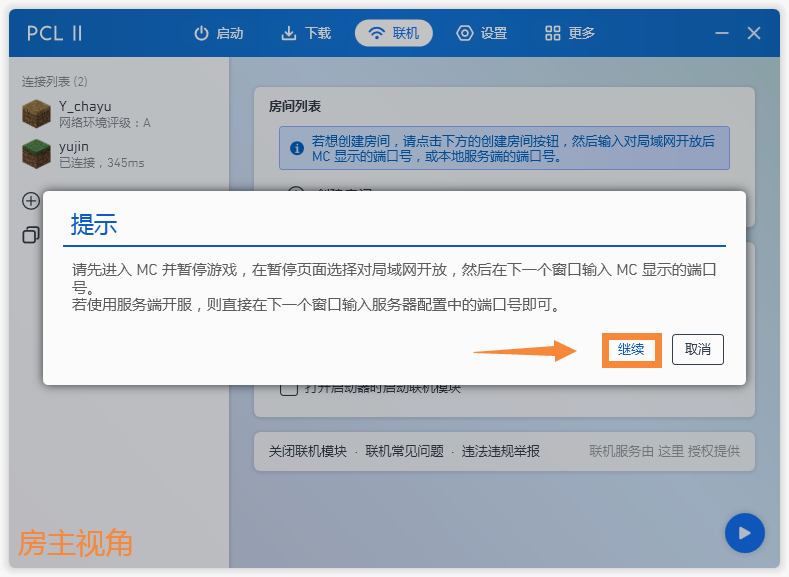 PCL II
启动
下载
联机
设置
更多
连接列表 (2)
Y_chayu
网络环境评级：A
yujin
已连接，345ms
房间列表
若想创建房间，请点击下方的创建房间按钮，然后输入对局域网开放后
MC 显示的端口号，或本地服务端的端口号。
提示
请先进入 MC 并暂停游戏，在暂停页面选择对局域网开放，然后在下一个窗口输入 MC 显示的端口
号。
若使用服务端开服，则直接在下一个窗口输入服务器配置中的端口号即可。
继续
取消
打开启动器时启动联机模块
关闭联机模块 · 联机常见问题 · 违法违规举报
联机服务由 这里 授权提供
房主视角